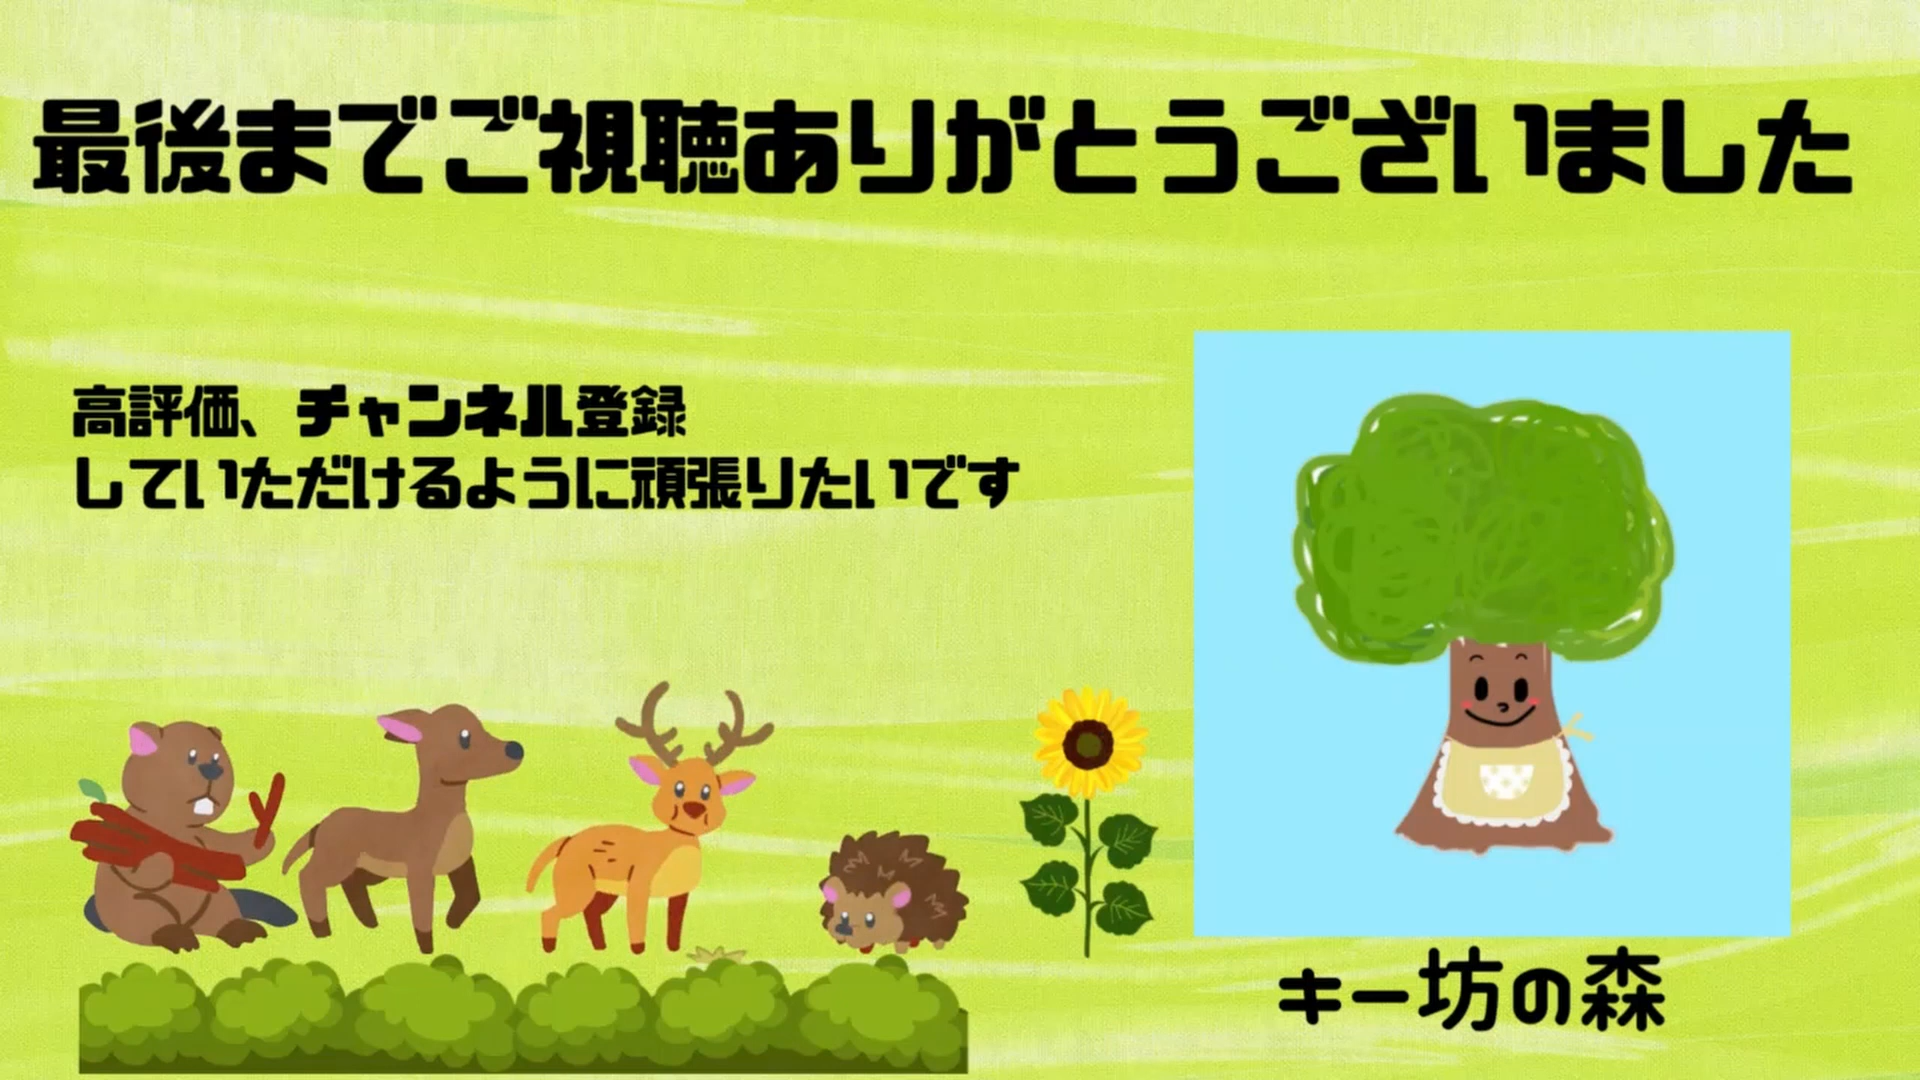 最後までご視聴ありがとうございました
高評価、チャンネル登録
していただけるように頑張りたいです
キー坊の森